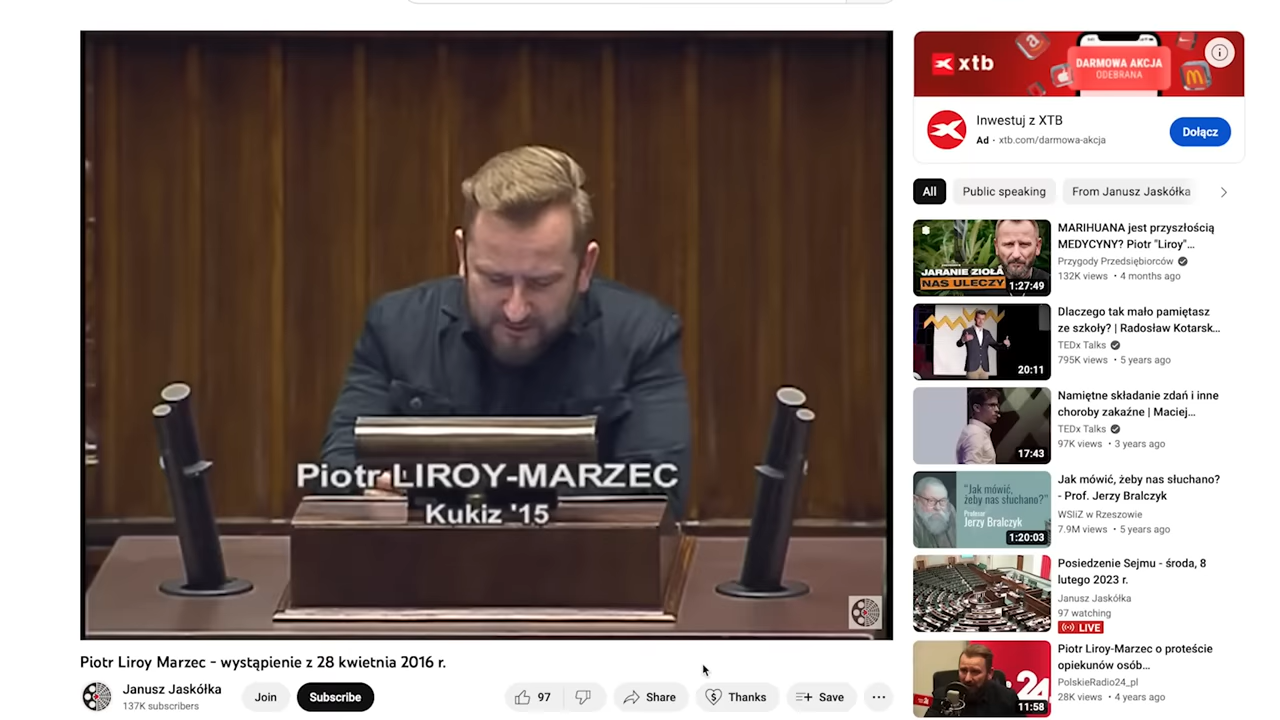 Piotr LIROY-MARZEC
Kukiz '15
Piotr Liroy Marzec - wystąpienie z 28 kwietnia 2016 r.
Janusz Jaskółka
137K subscribers
Join
Subscribe
97
Share
Thanks
Save
xtb
DARMOWA AKCJA
ODEBRANA
Inwestuj z XTB
Ad · xtb.com/darmowa-akcja
Dołącz
All
Public speaking
From Janusz Jaskółka
JARANIE ZIOŁA
NAS ULECZY
1:27:49
MARIHUANA jest przyszłością
MEDYCYNY? Piotr "Liroy"...
Przygody Przedsiębiorców
132K views • 4 months ago
20:11
Dlaczego tak mało pamiętasz
ze szkoły? | Radosław Kotarsk...
TEDx Talks
795K views • 5 years ago
17:43
Namiętne składanie zdań i inne
choroby zakaźne | Maciej...
TEDx Talks
97K views • 3 years ago
"Jak mówić,
żeby nas słuchano?"
Profesor
Jerzy Bralczyk
1:20:03
Jak mówić, żeby nas słuchano?
- Prof. Jerzy Bralczyk
WSIiZ w Rzeszowie
7.9M views • 5 years ago
Posiedzenie Sejmu - środa, 8
lutego 2023 r.
Janusz Jaskółka
97 watching
LIVE
24
11:58
Piotr Liroy-Marzec o proteście
opiekunów osób...
PolskieRadio24_pl
28K views • 4 years ago